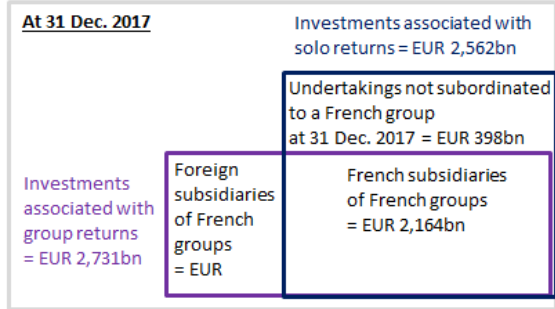 At 31 Dec. 2017
Investments associated with
solo returns = EUR 2,562bn
Undertakings not subordinated
to a French group
at 31 Dec. 2017 = EUR 398bn
Investments
associated with
group returns
= EUR 2,731bn
Foreign
subsidiaries
of French
groups
= EUR
French subsidiaries
of French groups
= EUR 2,164bn